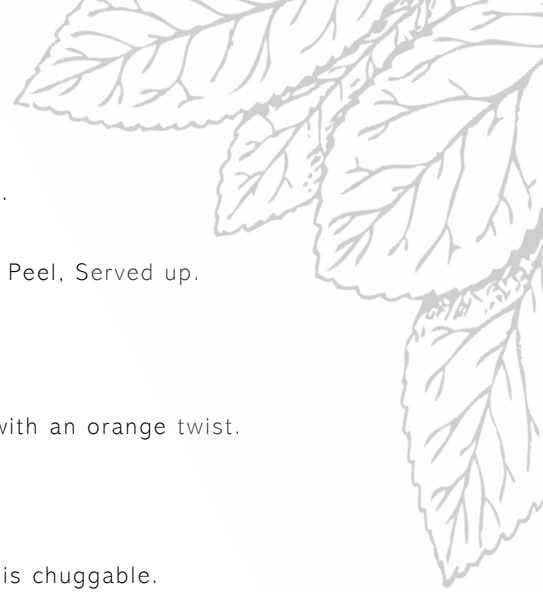 .
Peel, Served up.
with an orange twist.
is chuggable.